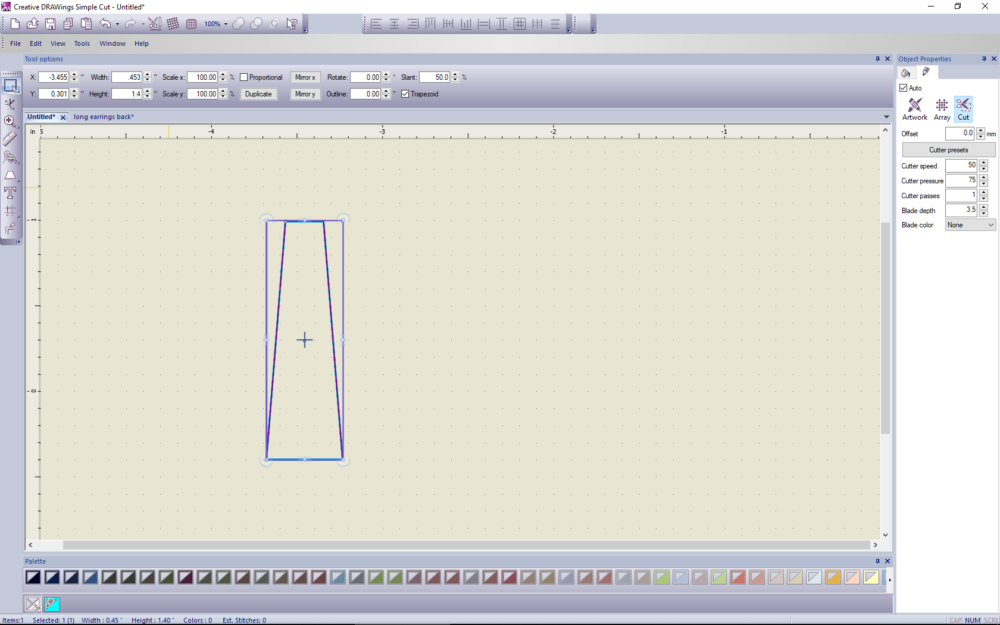 Creative DRAWings Simple Cut - Untitled*
100%
File Edit View Tools Window Help
Tool options
Object Properties
X: -3.455 " Width: .453 " Scale x: 100.00 % Proportional Mirror x Rotate: 0.00 ° Slant: 50.0 %
Y: 0.301 " Height: 1.4 " Scale y: 100.00 % Duplicate Mirror y Outline: 0.00 " Trapezoid
Auto
Artwork Array Cut
Offset 0.0 mm
Cutter presets
Cutter speed 50
Cutter pressure 75
Cutter passes 1
Blade depth 3.5
Blade color None
Untitled* long earrings back*
in 5 -4 -3 -2 -1
1
0
Palette
Items:1 Selected: 1 (1) Width : 0.45 " Height : 1.40 " Colors : 0 Est. Stitches: 0
CAP NUM SCRL